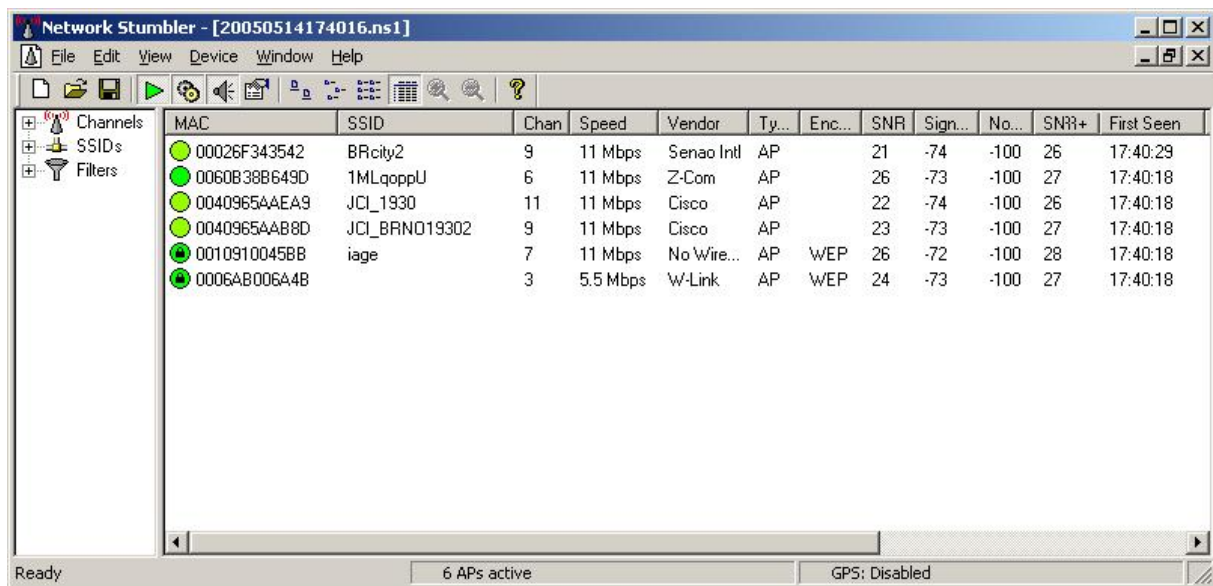 Network Stumbler - [20050514174016.ns1]
File Edit View Device Window Help
Channels
SSIDs
Filters
MAC SSID Chan Speed Vendor Ty... Enc... SNR Sign... No... SNR+ First Seen
00026F343542 BRcity2 9 11 Mbps Senao Intl AP 21 -74 -100 26 17:40:29
0060B38B649D 1MLqoppU 6 11 Mbps Z-Com AP 26 -73 -100 27 17:40:18
0040965AAEA9 JCI_1930 11 11 Mbps Cisco AP 22 -74 -100 26 17:40:18
0040965AAB8D JCI_BRNO19302 9 11 Mbps Cisco AP 23 -73 -100 27 17:40:18
0010910045BB iage 7 11 Mbps No Wire... AP WEP 26 -72 -100 28 17:40:18
0006AB006A4B 3 5.5 Mbps W-Link AP WEP 24 -73 -100 27 17:40:18
Ready 6 APs active GPS: Disabled